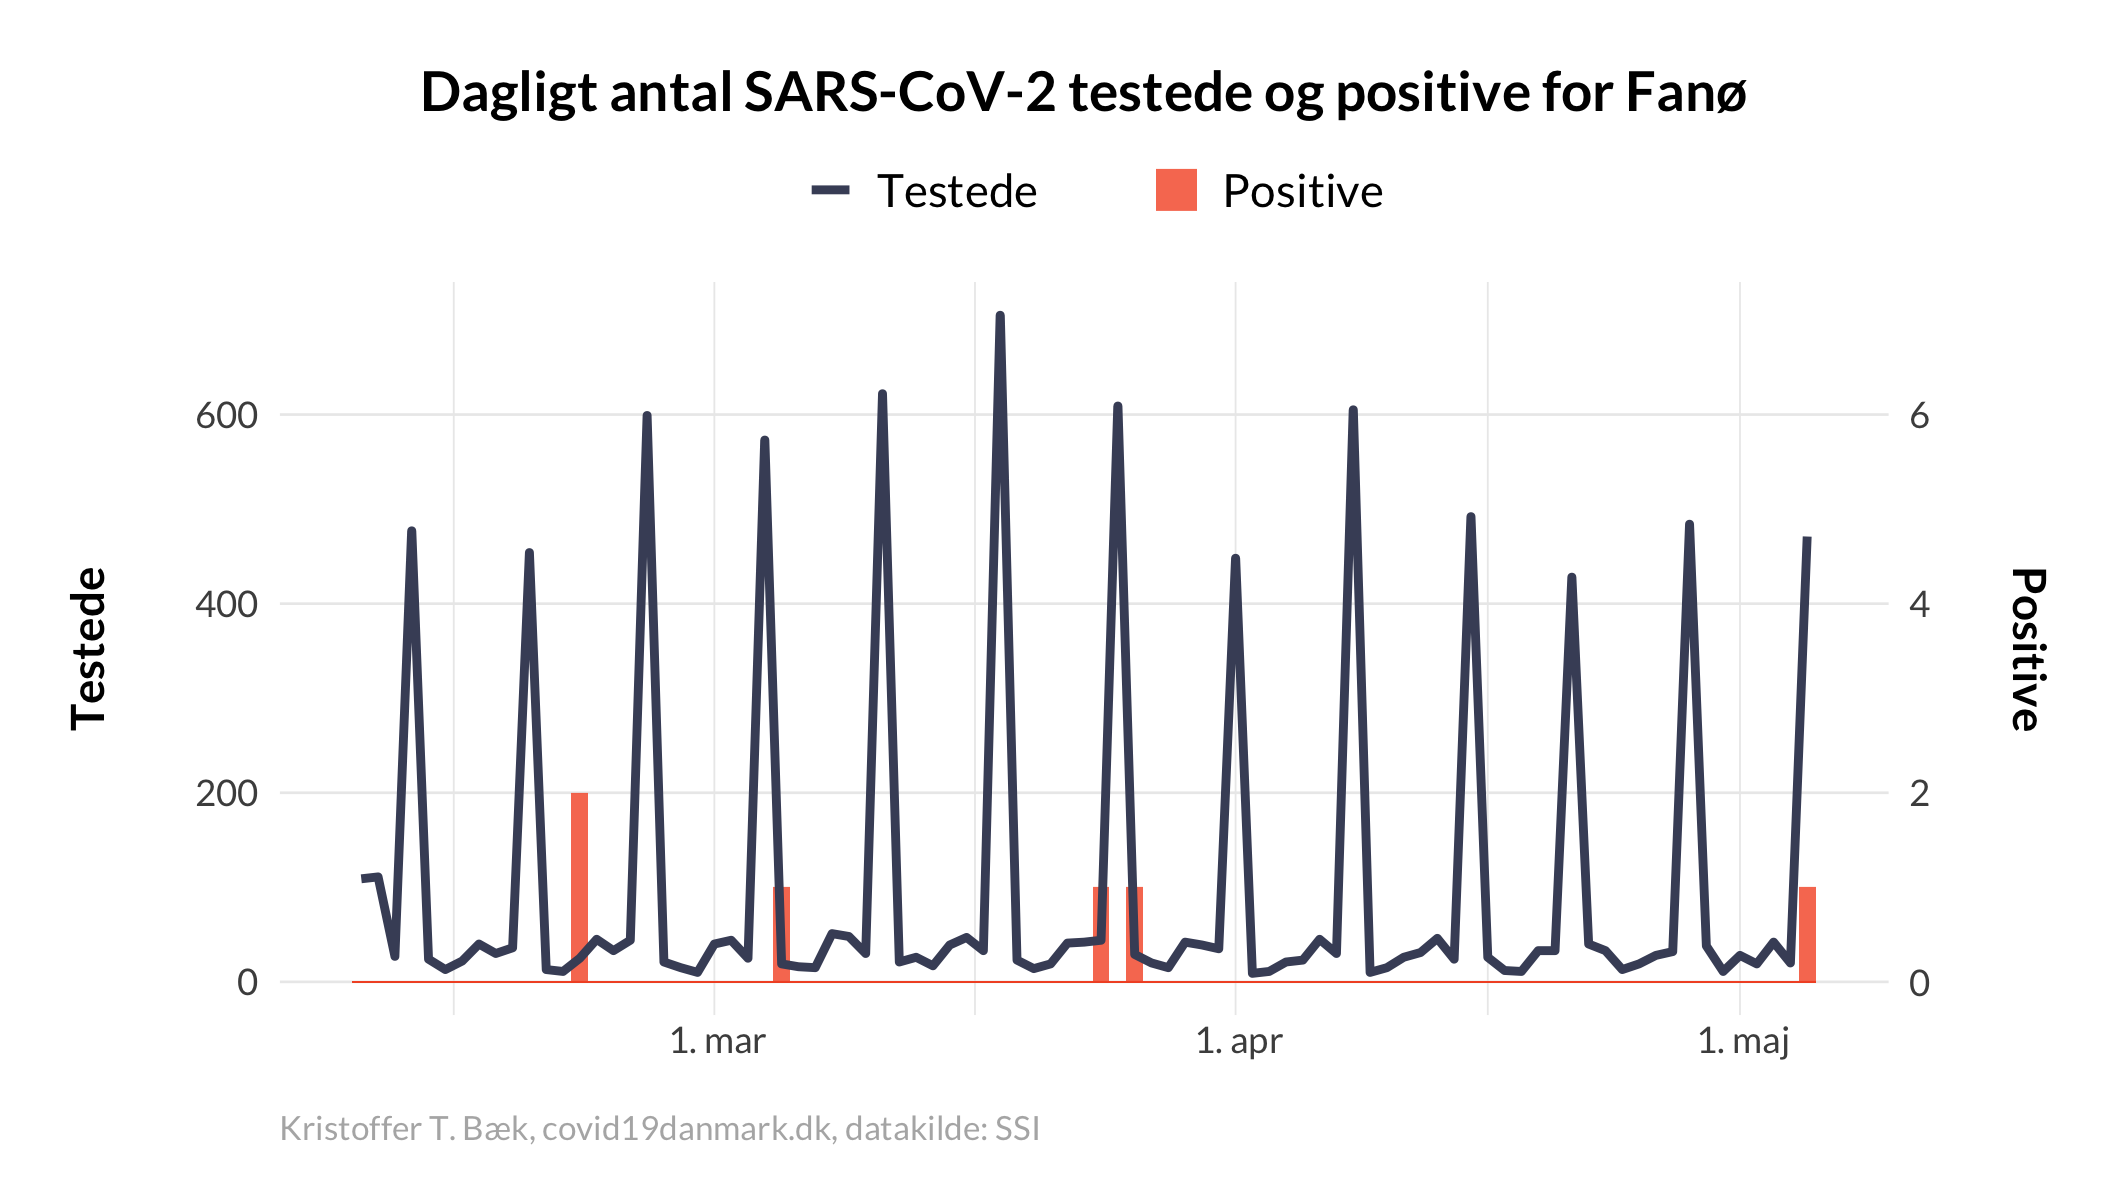 Dagligt antal SARS-CoV-2 testede og positive for Fanø
Testede
Positive
Testede
600
400
200
0
6
4
2
0
Positive
1. mar
1. apr
1. maj
Kristoffer T. Bæk, covid19danmark.dk, datakilde: SSI